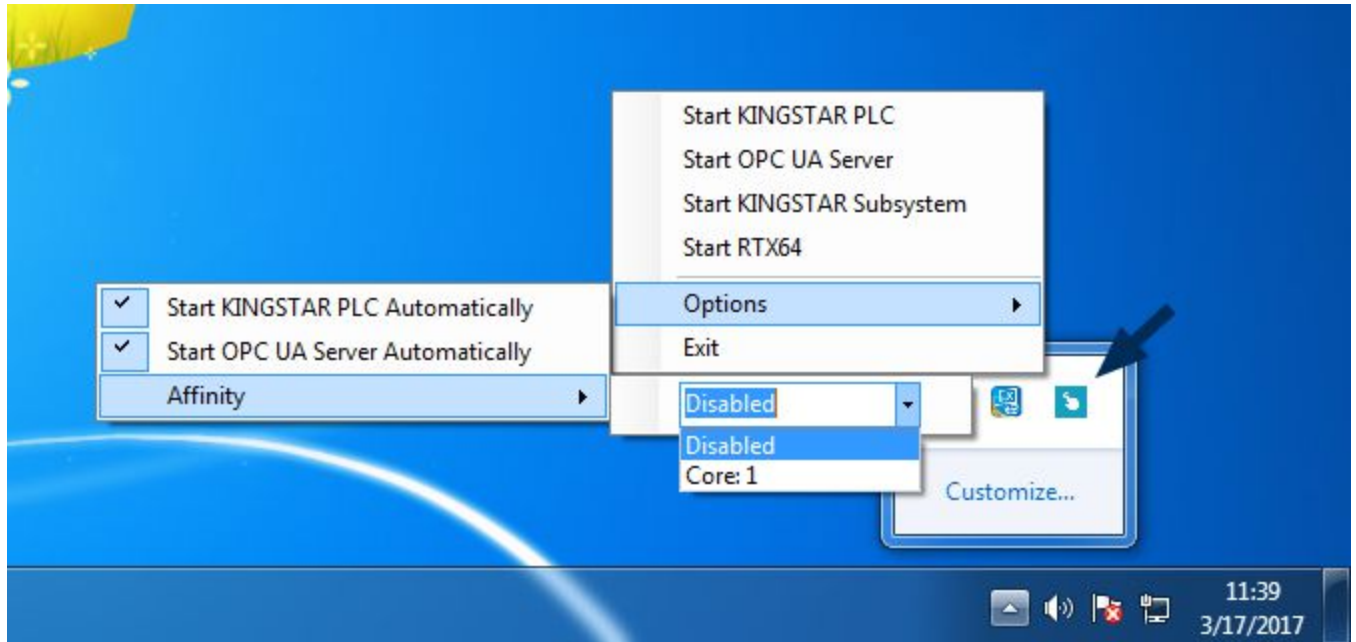 Start KINGSTAR PLC
Start OPC UA Server
Start KINGSTAR Subsystem
Start RTX64
Options
Exit
Start KINGSTAR PLC Automatically
Start OPC UA Server Automatically
Affinity
Disabled
Disabled
Core: 1
Customize...
11:39
3/17/2017